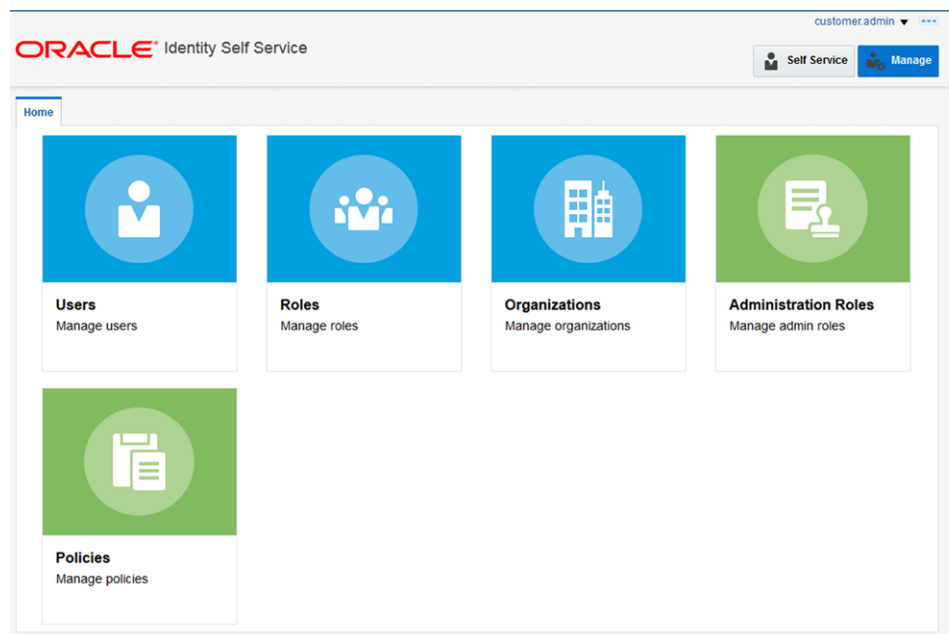 customer.admin
ORACLE® Identity Self Service
Self Service
Manage
Home
Users
Manage users
Roles
Manage roles
Organizations
Manage organizations
Administration Roles
Manage admin roles
Policies
Manage policies